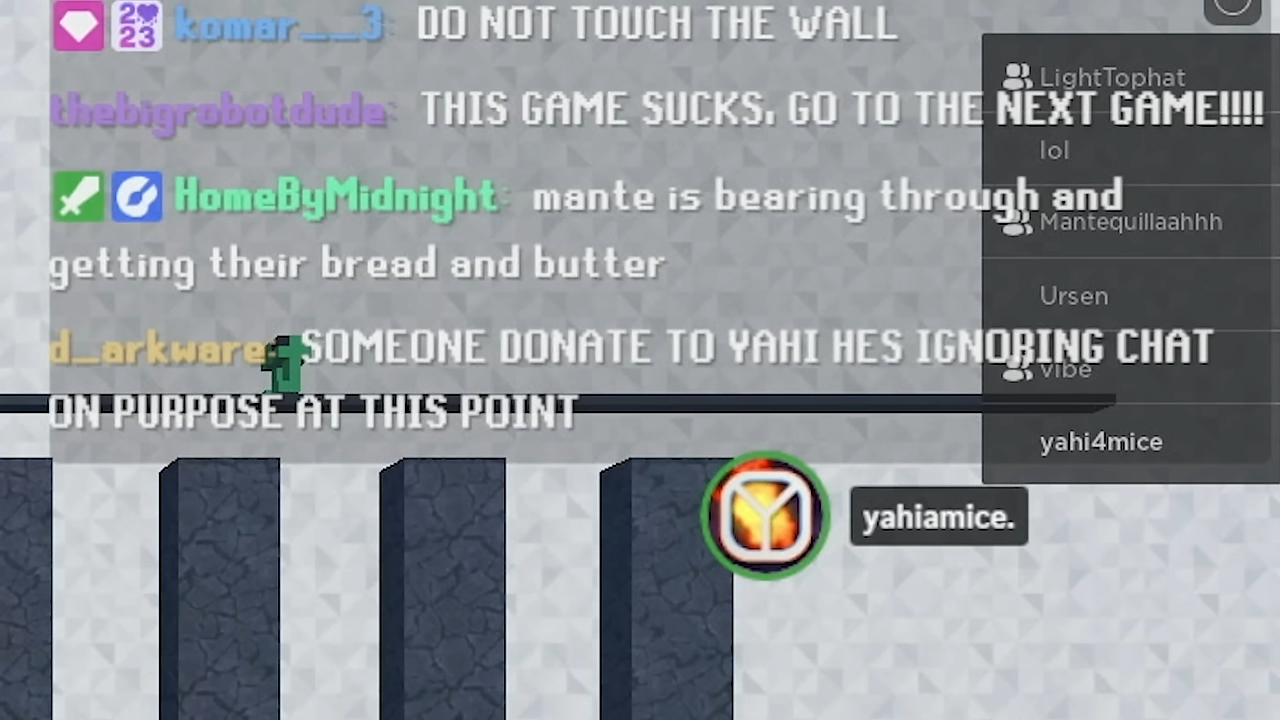 2023 komar__3: DO NOT TOUCH THE WALL
LightTophat
thebigrobotdude: THIS GAME SUCKS. GO TO THE NEXT GAME!!!!
lol
HomeByMidnight: mante is bearing through and
Mantequillaahhh
getting their bread and butter
Ursen
d_arkware: SOMEONE DONATE TO YAHI HES IGNORING CHAT
vibe
ON PURPOSE AT THIS POINT
yahi4mice
Y
yahiamice.